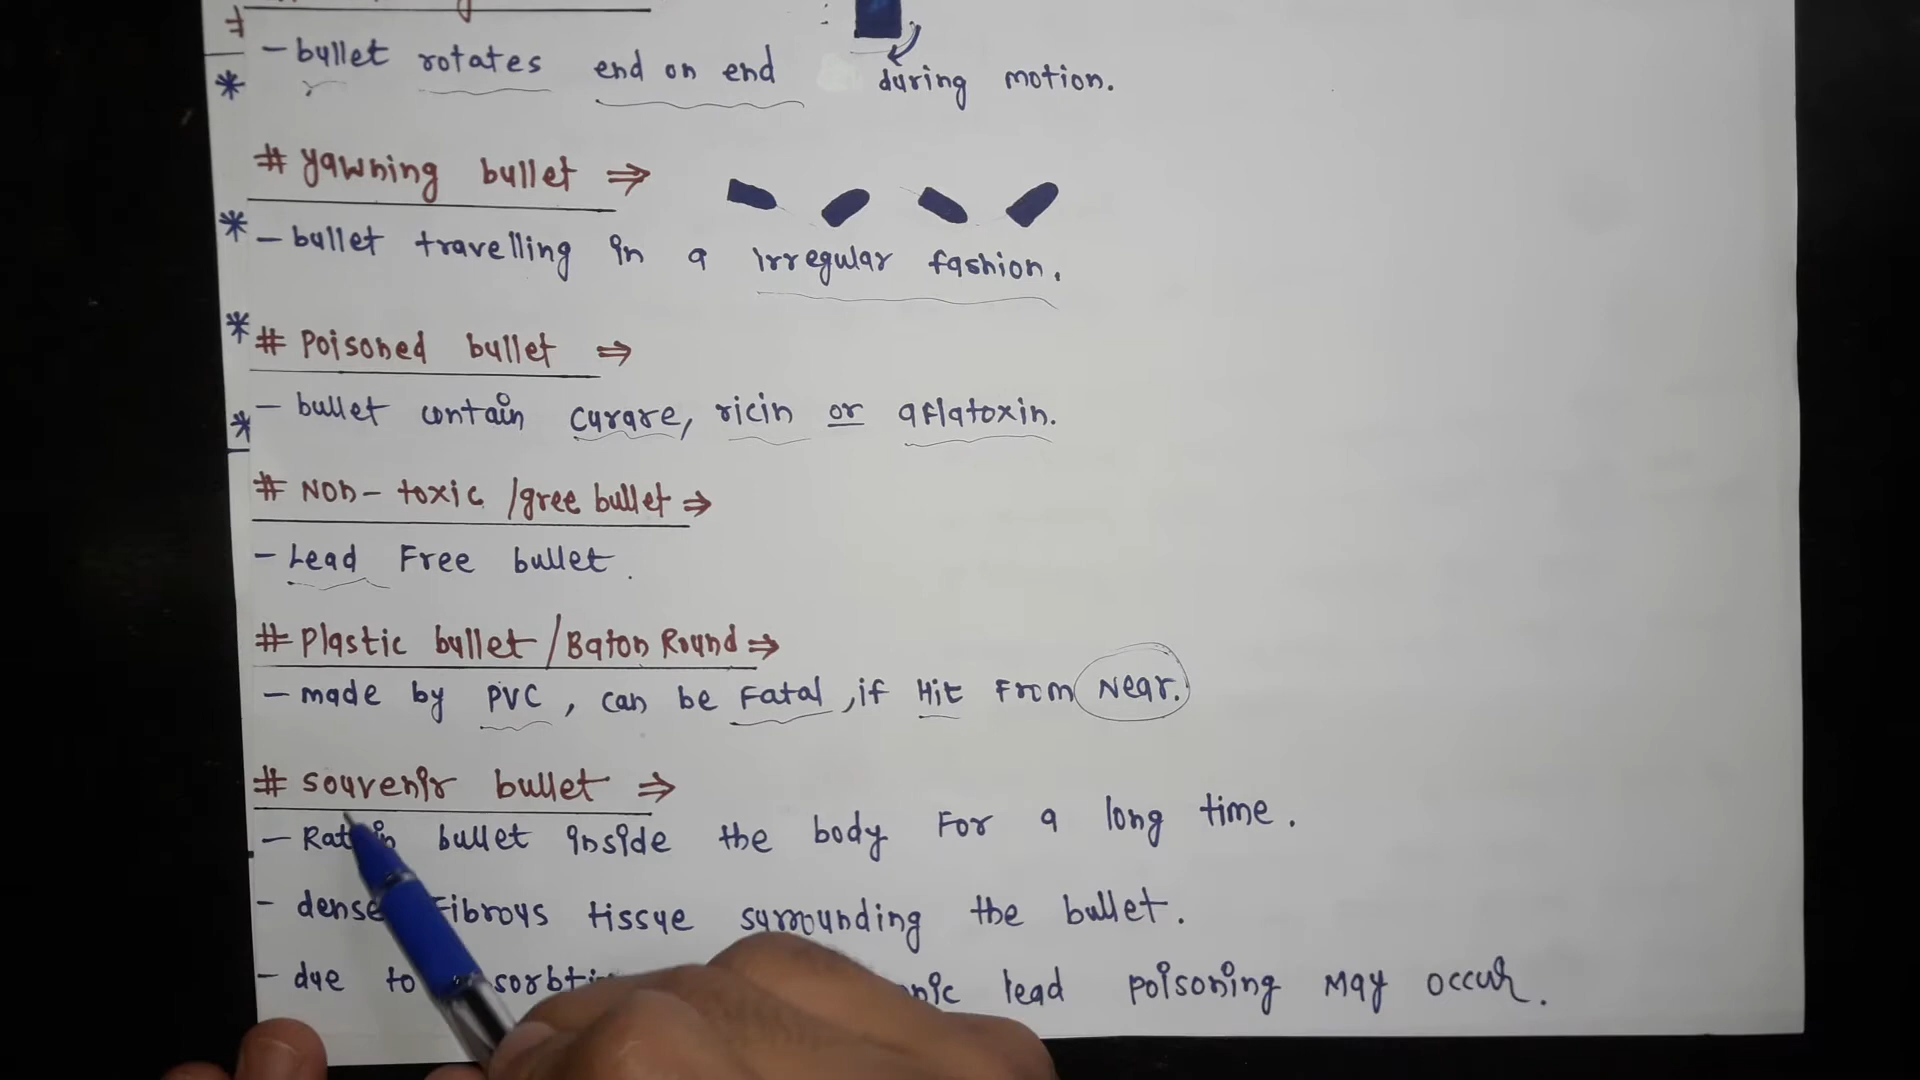 - bullet rotates end on end during motion.
# Yawning bullet ⇒
- bullet travelling in a irregular fashion.
# Poisoned bullet ⇒
- bullet contain curare, ricin or aflatoxin.
# Non-toxic /gree bullet ⇒
- Lead Free bullet.
# Plastic bullet / Baton Round ⇒
- made by PVC, can be Fatal, if Hit From Near.
# souvenir bullet ⇒
- bullet inside the body For a long time.
- dense Fibrous tissue surrounding the bullet.
- due to lead poisoning may occur.